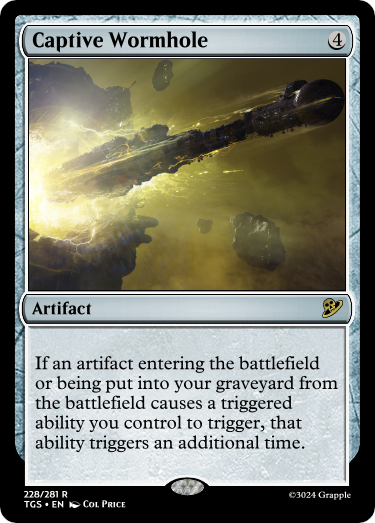 Captive Wormhole 4
Artifact
If an artifact entering the battlefield
or being put into your graveyard from
the battlefield causes a triggered
ability you control to trigger, that
ability triggers an additional time.
228/281 R
TGS • EN Col Price
©3024 Grapple